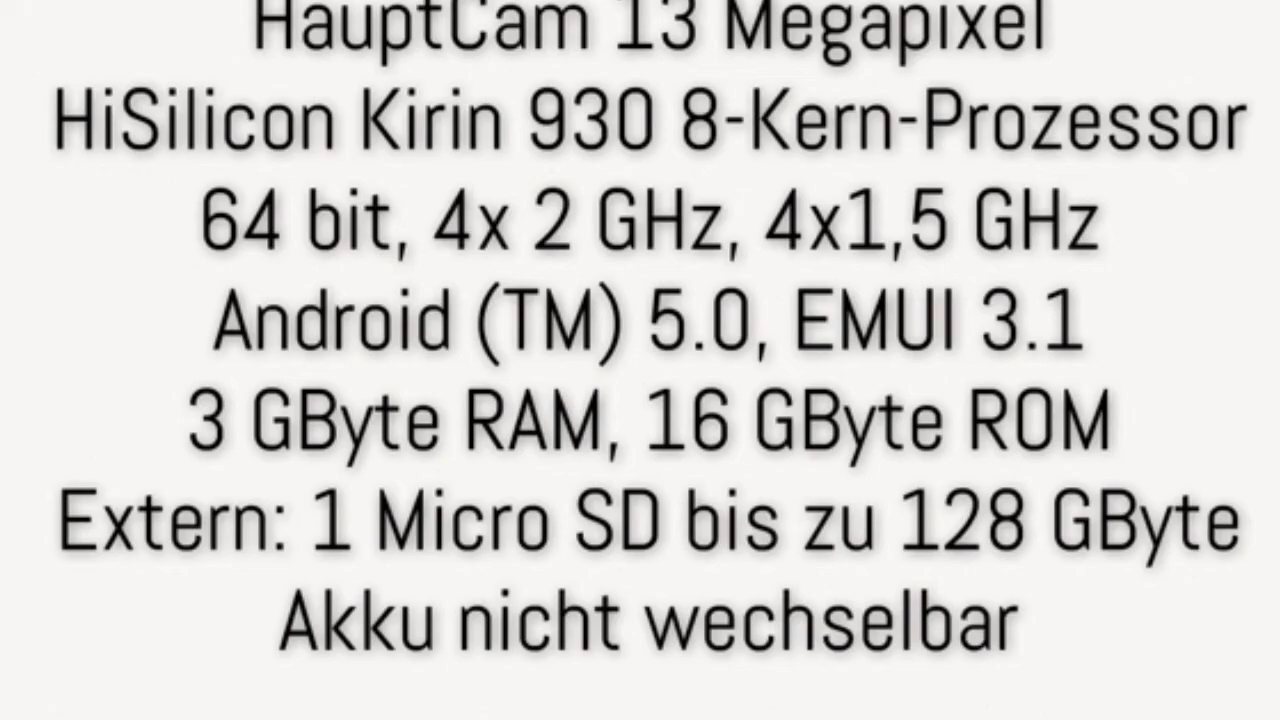 HauptCam 13 Megapixel
HiSilicon Kirin 930 8-Kern-Prozessor
64 bit, 4x 2 GHz, 4x1,5 GHz
Android (TM) 5.0, EMUI 3.1
3 GByte RAM, 16 GByte ROM
Extern: 1 Micro SD bis zu 128 GByte
Akku nicht wechselbar